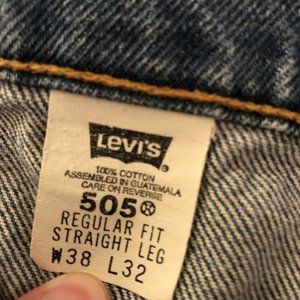 LEVI'S ®
100% COTTON
ASSEMBLED IN GUATEMALA
CARE ON REVERSE
505®
REGULAR FIT
STRAIGHT LEG
W38 L32